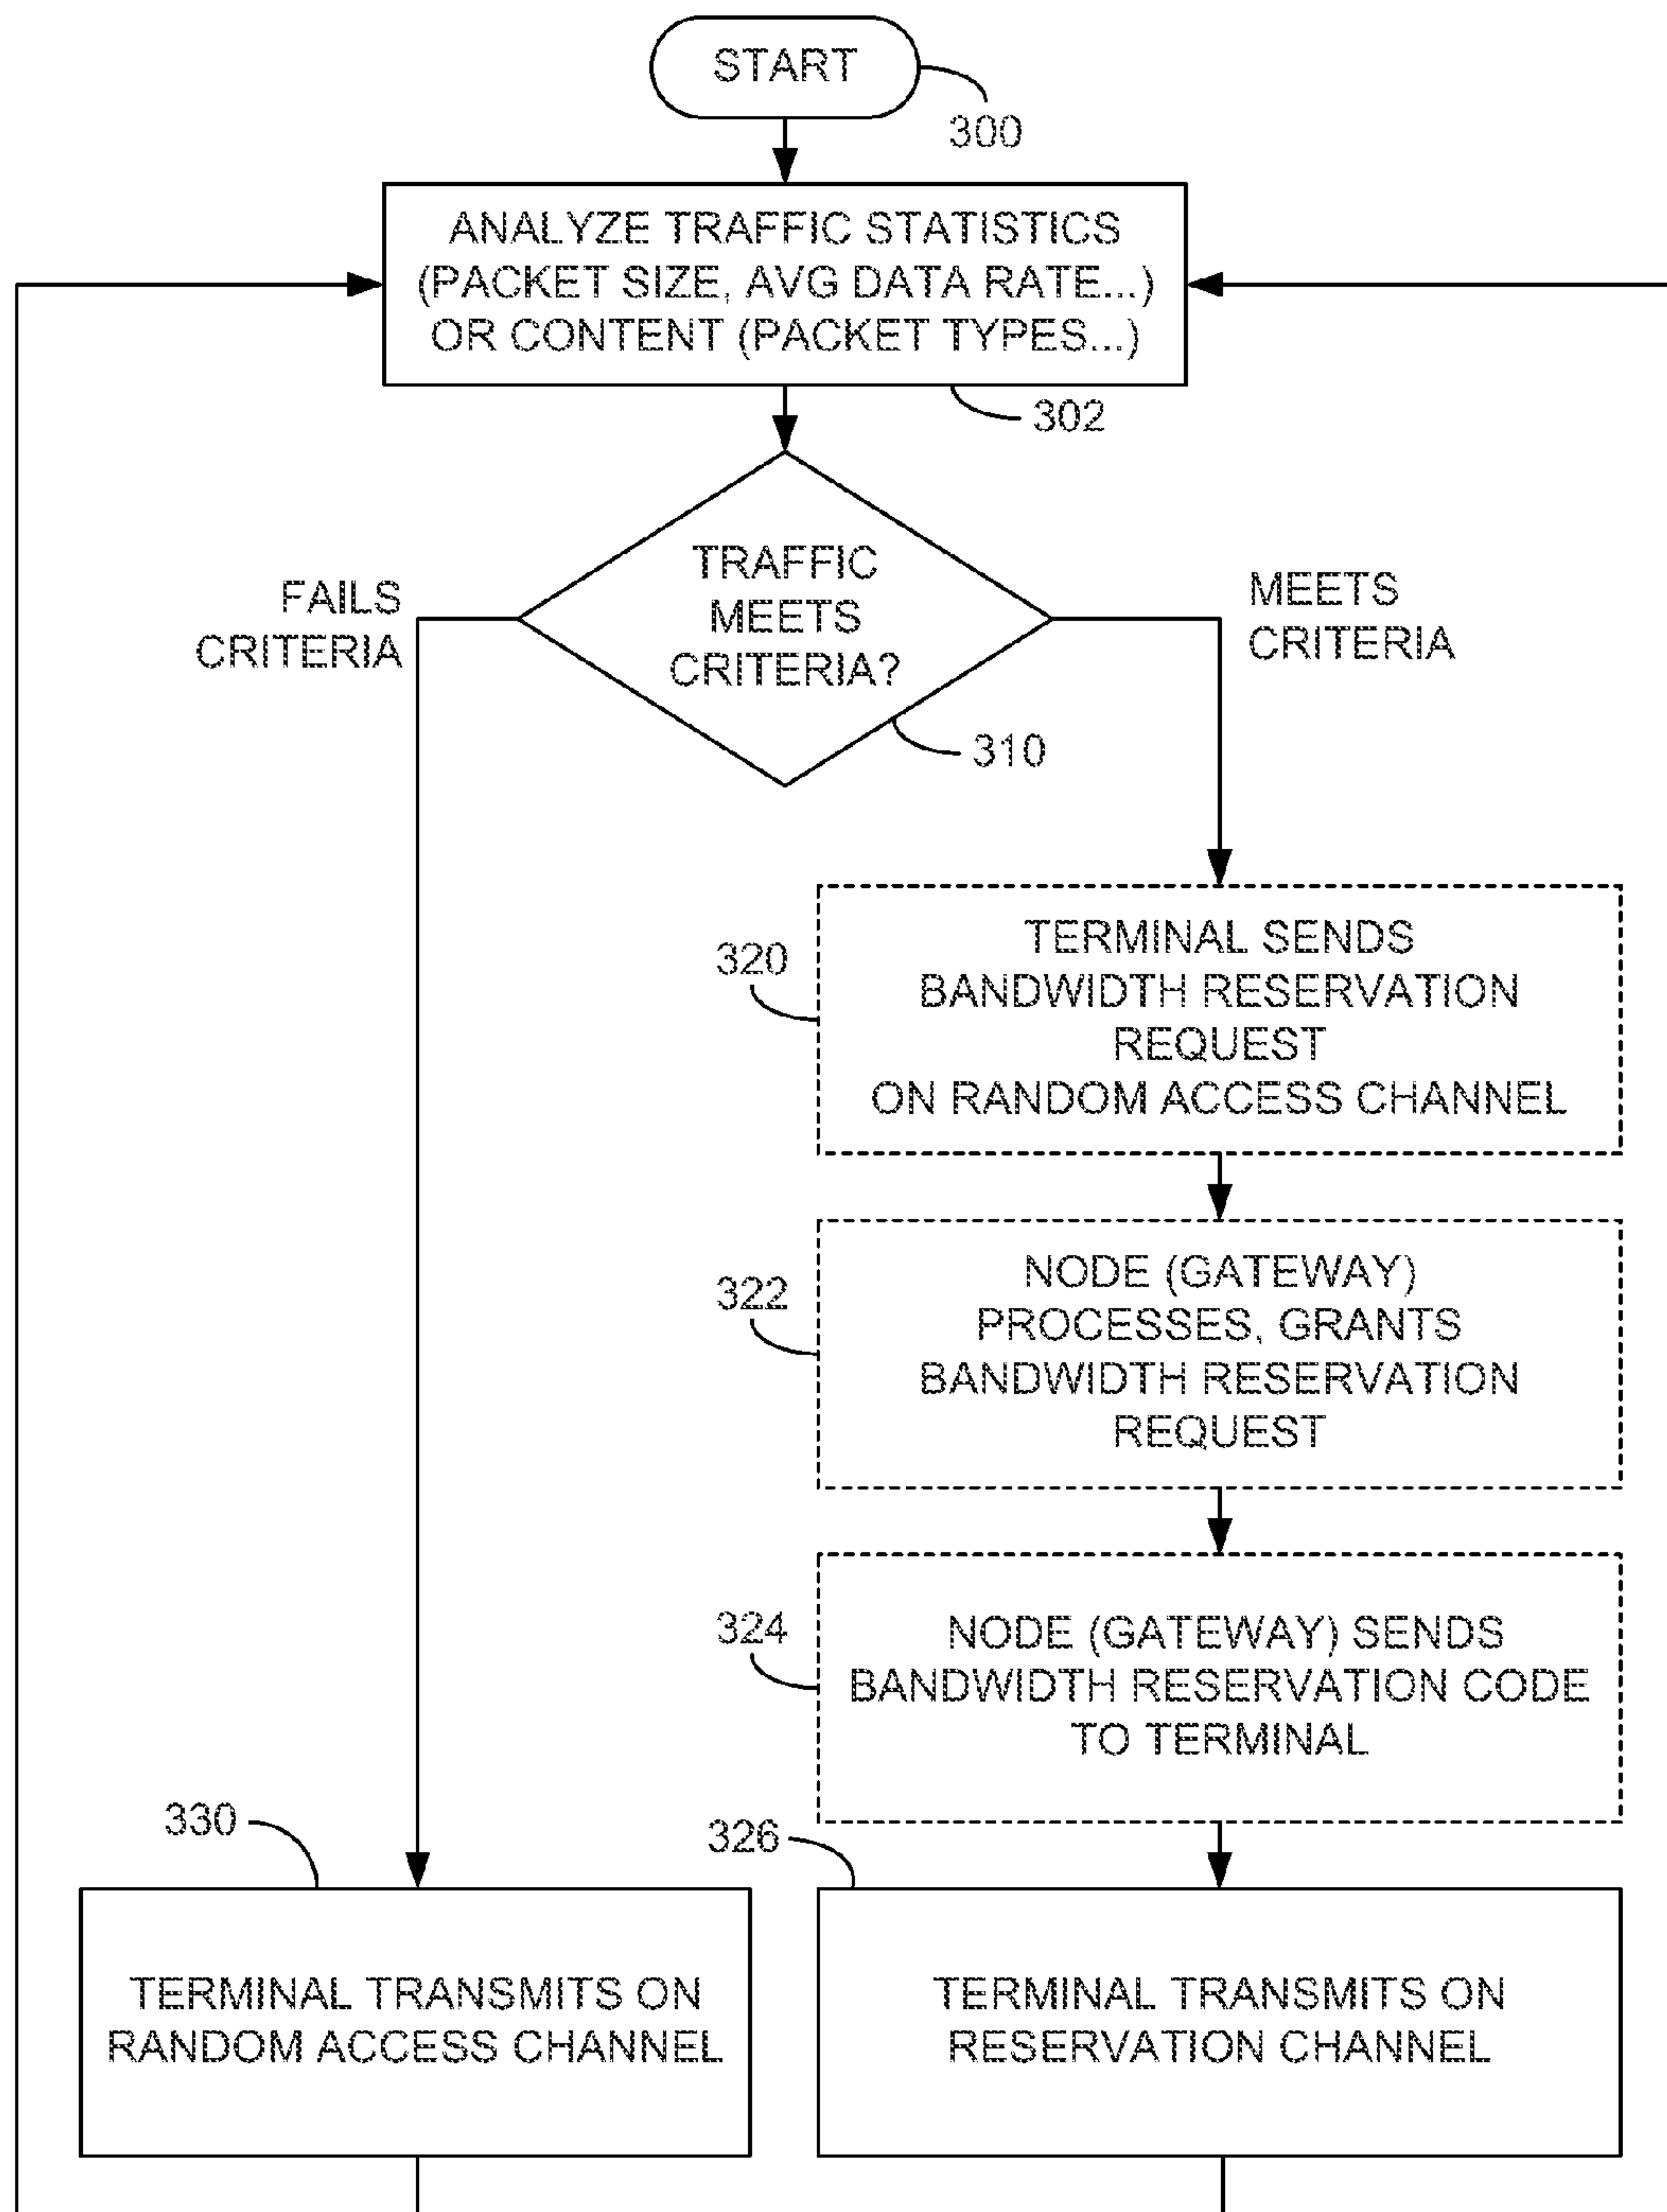 START
300
ANALYZE TRAFFIC STATISTICS
(PACKET SIZE, AVG DATA RATE...)
OR CONTENT (PACKET TYPES...)
302
TRAFFIC
MEETS
CRITERIA?
310
FAILS
CRITERIA
MEETS
CRITERIA
320
TERMINAL SENDS
BANDWIDTH RESERVATION
REQUEST
ON RANDOM ACCESS CHANNEL
322
NODE (GATEWAY)
PROCESSES, GRANTS
BANDWIDTH RESERVATION
REQUEST
324
NODE (GATEWAY) SENDS
BANDWIDTH RESERVATION CODE
TO TERMINAL
330
TERMINAL TRANSMITS ON
RANDOM ACCESS CHANNEL
326
TERMINAL TRANSMITS ON
RESERVATION CHANNEL